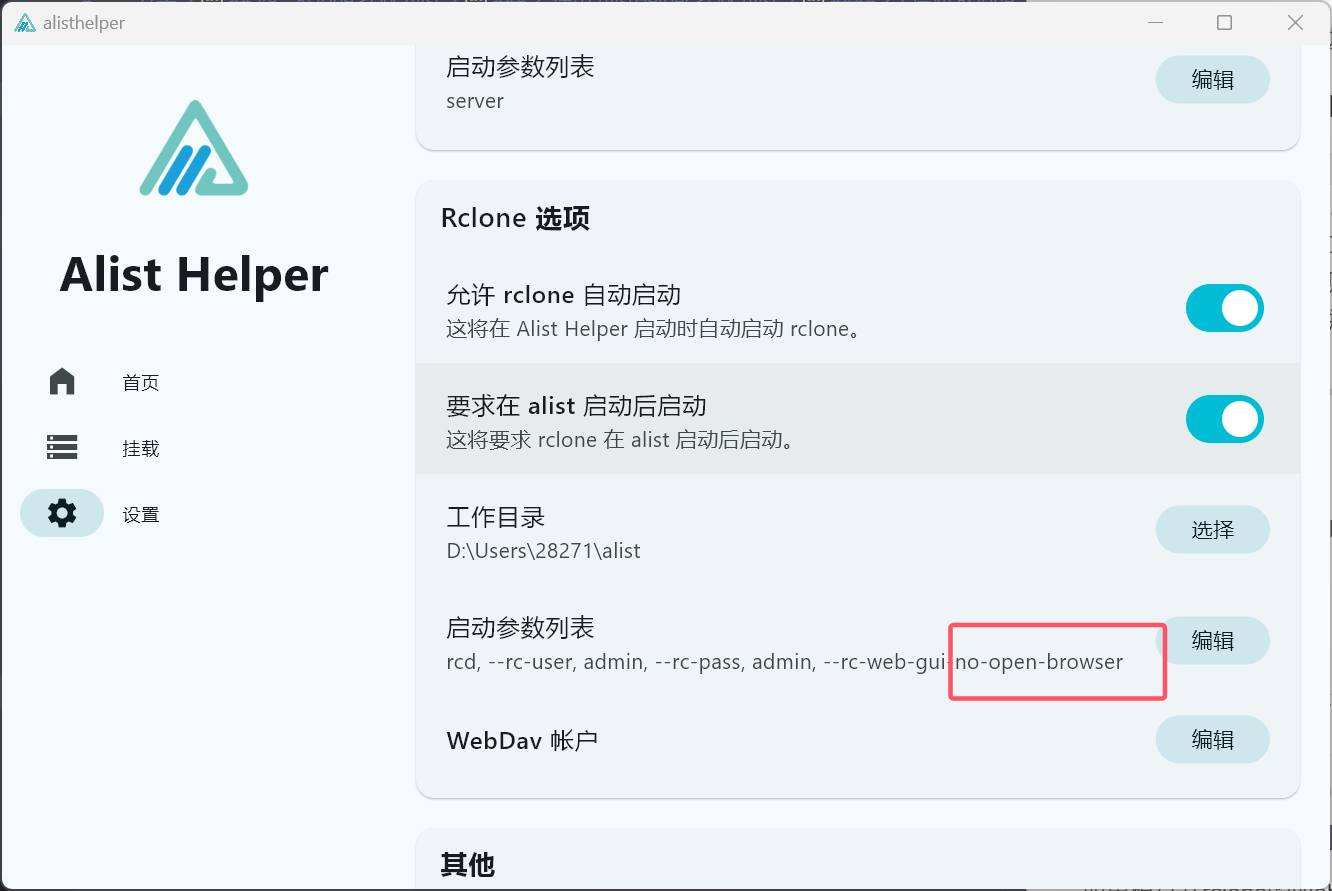 alisthelper
启动参数列表
server
编辑
Alist Helper
首页
挂载
设置
Rclone 选项
允许 rclone 自动启动
这将在 Alist Helper 启动时自动启动 rclone。
要求在 alist 启动后启动
这将要求 rclone 在 alist 启动后启动。
工作目录
D:\Users\28271\alist
选择
启动参数列表
rcd, --rc-user, admin, --rc-pass, admin, --rc-web-gui-no-open-browser
编辑
WebDav 帐户
编辑
其他